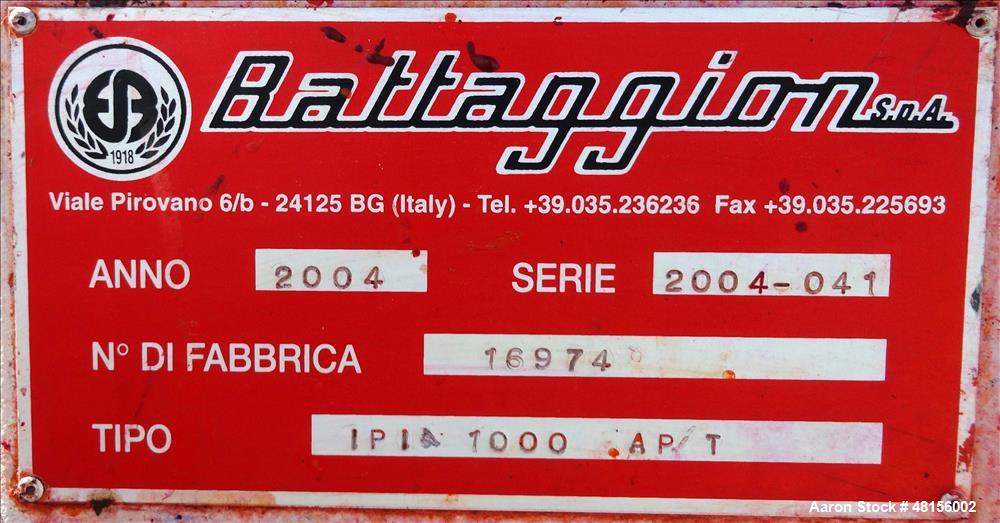 Battaggion S.p.A.
1918
Viale Pirovano 6/b - 24125 BG (Italy) - Tel. +39.035.236236 Fax +39.035.225693
ANNO 2004 SERIE 2004-041
N° DI FABBRICA 16974
TIPO IPIA 1000 AP/T
Aaron Stock # 48156002